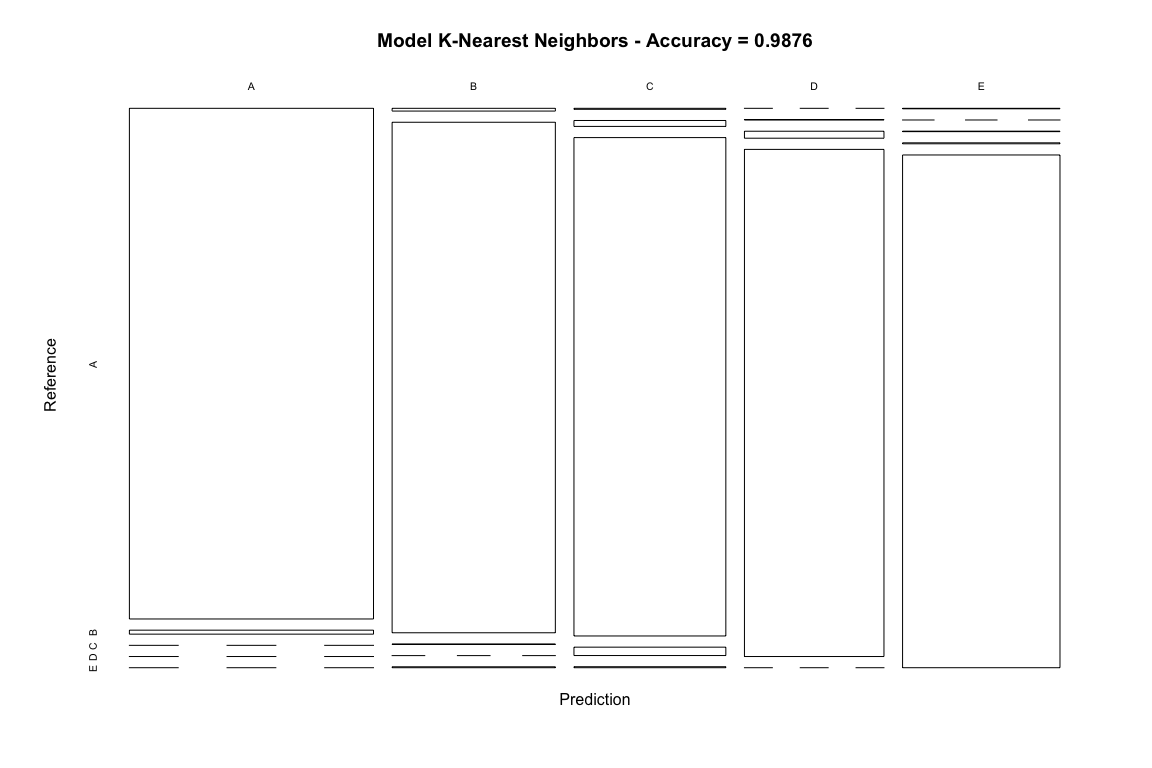 Model K-Nearest Neighbors - Accuracy = 0.9876
A B C D E
Reference
A
B
C
D
E
Prediction